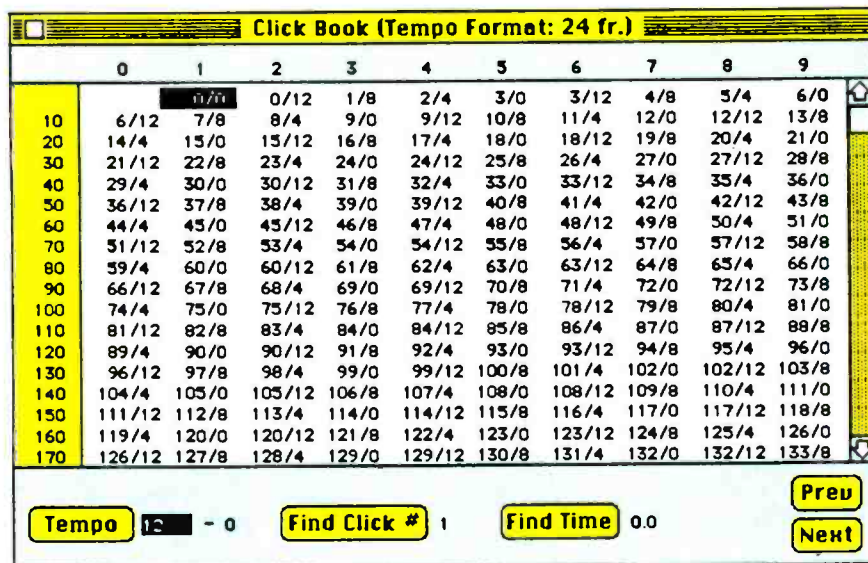 Click Book (Tempo Format: 24 fr.)
0 1 2 3 4 5 6 7 8 9
0/0 0/12 1/8 2/4 3/0 3/12 4/8 5/4 6/0
10 6/12 7/8 8/4 9/0 9/12 10/8 11/4 12/0 12/12 13/8
20 14/4 15/0 15/12 16/8 17/4 18/0 18/12 19/8 20/4 21/0
30 21/12 22/8 23/4 24/0 24/12 25/8 26/4 27/0 27/12 28/8
40 29/4 30/0 30/12 31/8 32/4 33/0 33/12 34/8 35/4 36/0
50 36/12 37/8 38/4 39/0 39/12 40/8 41/4 42/0 42/12 43/8
60 44/4 45/0 45/12 46/8 47/4 48/0 48/12 49/8 50/4 51/0
70 51/12 52/8 53/4 54/0 54/12 55/8 56/4 57/0 57/12 58/8
80 59/4 60/0 60/12 61/8 62/4 63/0 63/12 64/8 65/4 66/0
90 66/12 67/8 68/4 69/0 69/12 70/8 71/4 72/0 72/12 73/8
100 74/4 75/0 75/12 76/8 77/4 78/0 78/12 79/8 80/4 81/0
110 81/12 82/8 83/4 84/0 84/12 85/8 86/4 87/0 87/12 88/8
120 89/4 90/0 90/12 91/8 92/4 93/0 93/12 94/8 95/4 96/0
130 96/12 97/8 98/4 99/0 99/12 100/8 101/4 102/0 102/12 103/8
140 104/4 105/0 105/12 106/8 107/4 108/0 108/12 109/8 110/4 111/0
150 111/12 112/8 113/4 114/0 114/12 115/8 116/4 117/0 117/12 118/8
160 119/4 120/0 120/12 121/8 122/4 123/0 123/12 124/8 125/4 126/0
170 126/12 127/8 128/4 129/0 129/12 130/8 131/4 132/0 132/12 133/8
Prev
Tempo 12 - 0 Find Click # 1 Find Time 0.0
Next